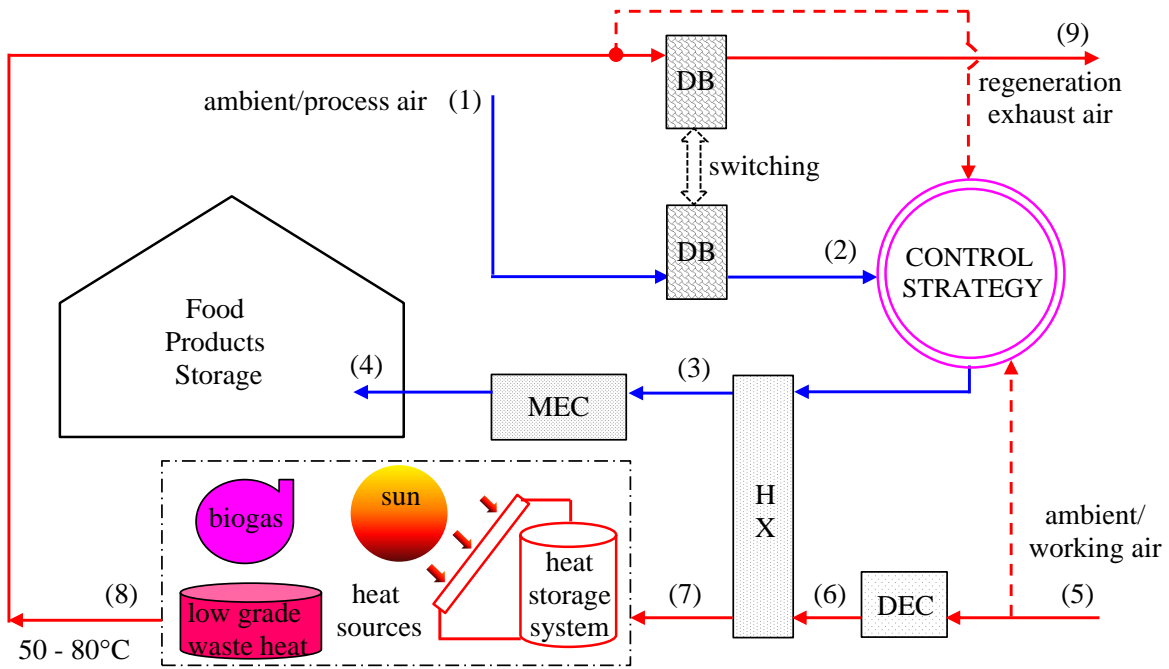 (9)
DB
ambient/process air (1)
regeneration
exhaust air
switching
DB
(2)
CONTROL
STRATEGY
Food
Products
Storage
(4)
MEC
(3)
H
X
biogas
sun
heat
storage
system
low grade
waste heat
heat
sources
(8)
50 - 80°C
(7)
(6)
DEC
(5)
ambient/
working air